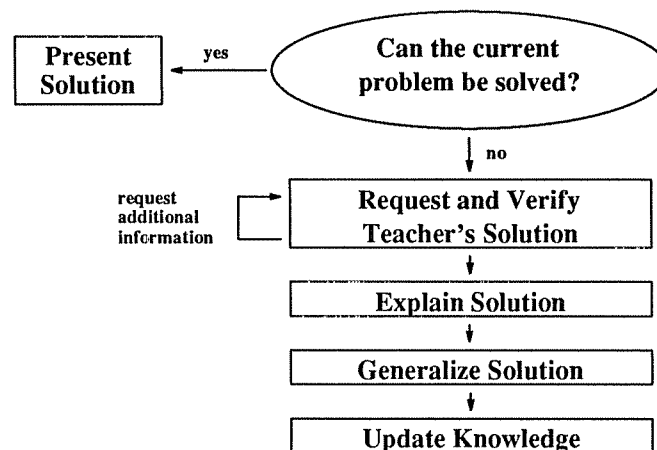 Present
Solution
yes
Can the current
problem be solved?
no
request
additional
information
Request and Verify
Teacher's Solution
Explain Solution
Generalize Solution
Update Knowledge